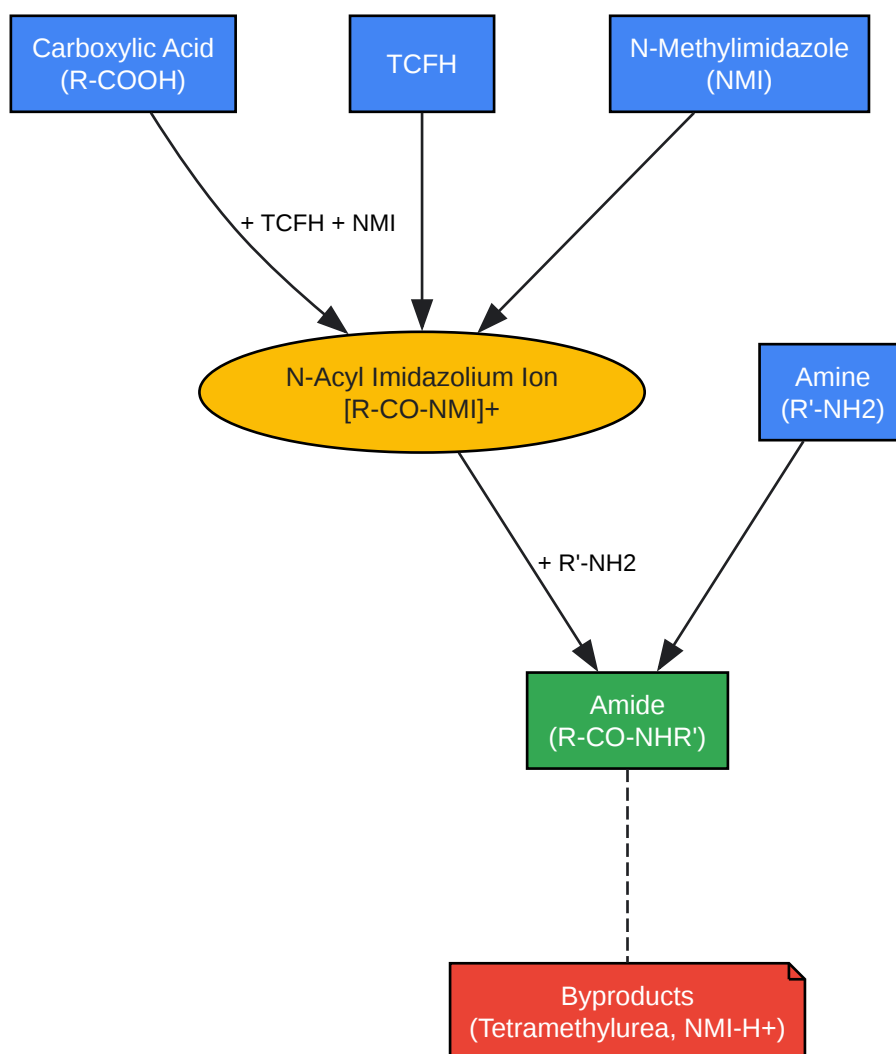 Carboxylic Acid
(R-COOH)
TCFH
N-Methylimidazole
(NMI)
+ TCFH + NMI
N-Acyl Imidazolium Ion
[R-CO-NMI]+
Amine
(R'-NH2)
+ R'-NH2
Amide
(R-CO-NHR')
Byproducts
(Tetramethylurea, NMI-H+)